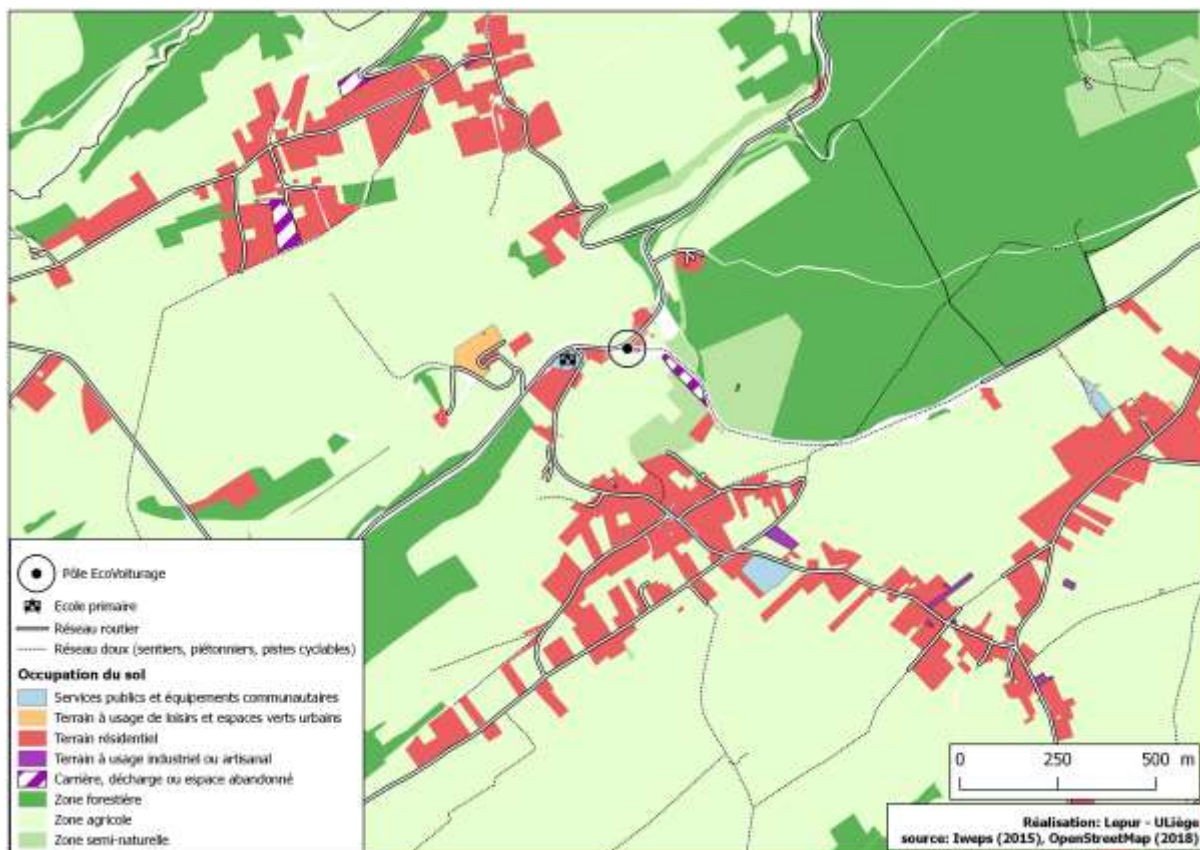 Pôle EcoVoiturage
Ecole primaire
Réseau routier
Réseau doux (sentiers, piétonniers, pistes cyclables)
Occupation du sol
Services publics et équipements communautaires
Terrain à usage de loisirs et espaces verts urbains
Terrain résidentiel
Terrain à usage industriel ou artisanal
Carrière, décharge ou espace abandonné
Zone forestière
Zone agricole
Zone semi-naturelle
0 250 500 m
Réalisation: Lepur - ULiège
source: Iweps (2015), OpenStreetMap (2018)